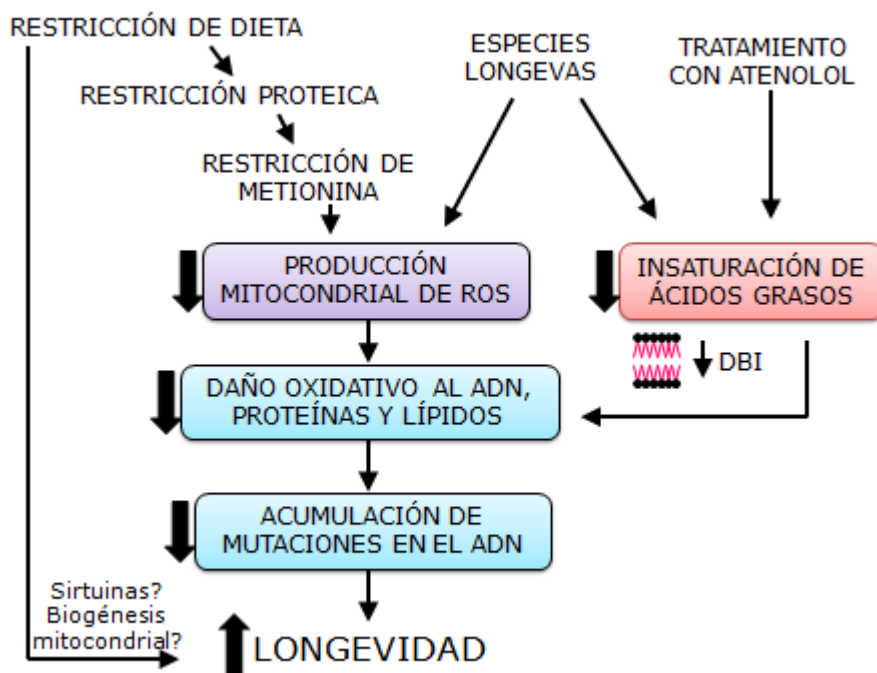 RESTRICCIÓN DE DIETA
RESTRICCIÓN PROTEICA
RESTRICCIÓN DE
METIONINA
ESPECIES
LONGEVAS
TRATAMIENTO
CON ATENOLOL
PRODUCCIÓN
MITOCONDRIAL DE ROS
INSATURACIÓN DE
ÁCIDOS GRASOS
DBI
DAÑO OXIDATIVO AL ADN,
PROTEÍNAS Y LÍPIDOS
ACUMULACIÓN DE
MUTACIONES EN EL ADN
Sirtuinas?
Biogénesis
mitocondrial?
LONGEVIDAD